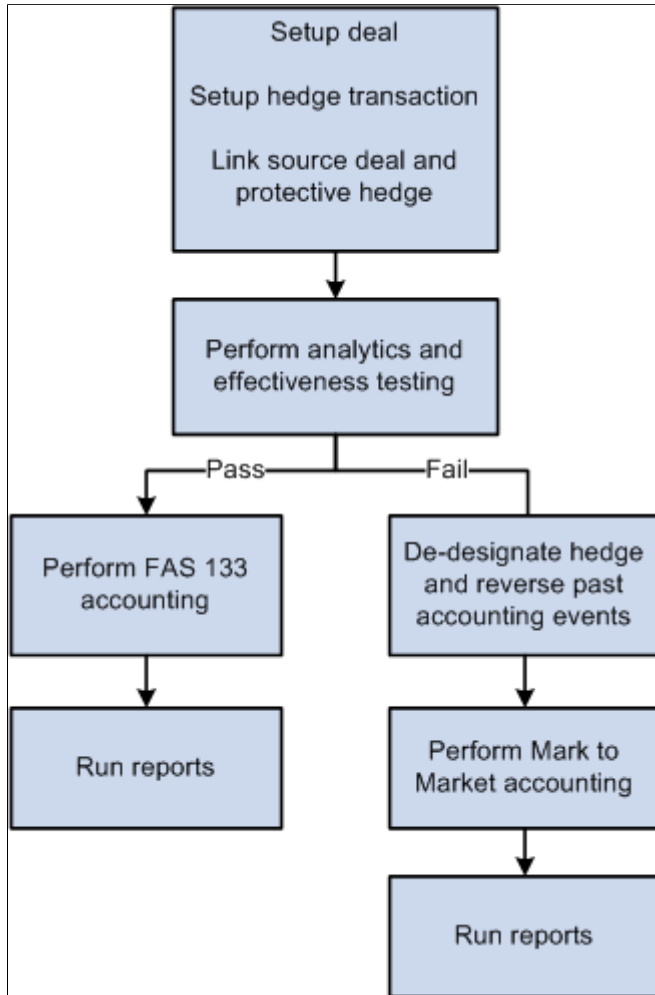 Setup deal
Setup hedge transaction
Link source deal and
protective hedge
Perform analytics and
effectiveness testing
Pass
Fail
Perform FAS 133
accounting
De-designate hedge
and reverse past
accounting events
Run reports
Perform Mark to
Market accounting
Run reports